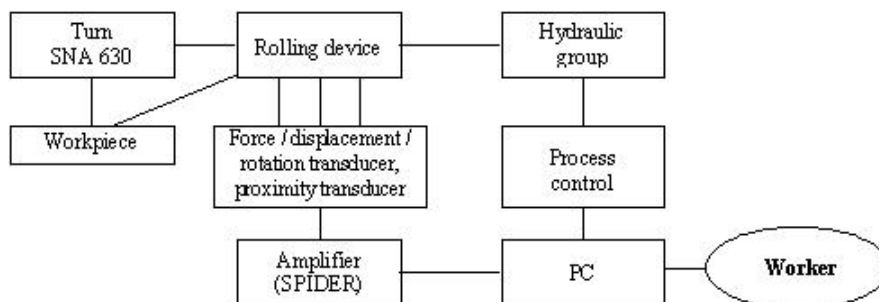 Turn
SNA 630
Rolling device
Hydraulic
group
Workpiece
Force / displacement /
rotation transducer,
proximity transducer
Process
control
Amplifier
(SPIDER)
PC
Worker